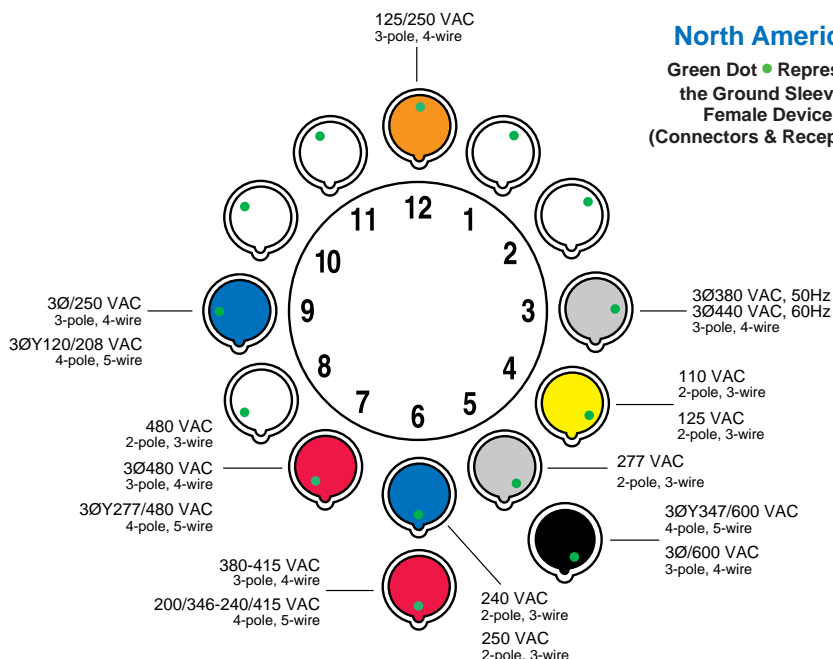 125/250 VAC
3-pole, 4-wire
North Americ
Green Dot ● Repres
the Ground Sleev
Female Device
(Connectors & Recep
12
1
2
3
4
5
6
7
8
9
10
11
3Ø/250 VAC
3-pole, 4-wire
3ØY120/208 VAC
4-pole, 5-wire
3Ø380 VAC, 50Hz
3Ø440 VAC, 60Hz
3-pole, 4-wire
110 VAC
2-pole, 3-wire
125 VAC
2-pole, 3-wire
480 VAC
2-pole, 3-wire
3Ø480 VAC
3-pole, 4-wire
3ØY277/480 VAC
4-pole, 5-wire
277 VAC
2-pole, 3-wire
3ØY347/600 VAC
4-pole, 5-wire
3Ø/600 VAC
3-pole, 4-wire
380-415 VAC
3-pole, 4-wire
200/346-240/415 VAC
4-pole, 5-wire
240 VAC
2-pole, 3-wire
250 VAC
2-pole, 3-wire